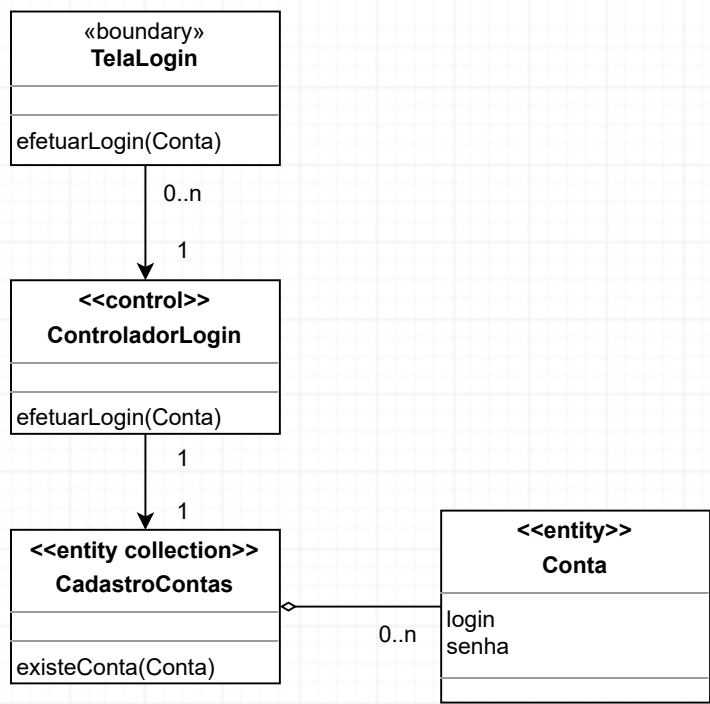 «boundary»
TelaLogin
efetuarLogin(Conta)
0..n
1
<<control>>
ControladorLogin
efetuarLogin(Conta)
1
1
<<entity collection>>
CadastroContas
existeConta(Conta)
0..n
<<entity>>
Conta
login
senha